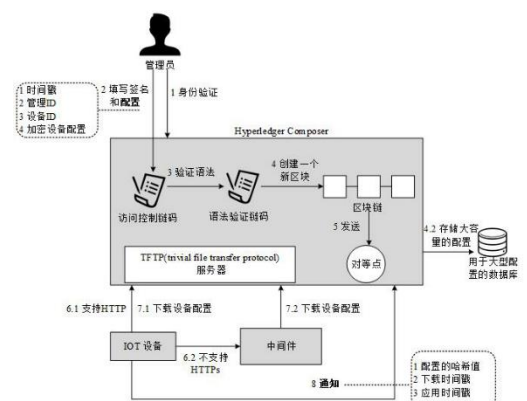 管理员
1 时间戳
2 管理ID
3 设备ID
4 加密设备配置
2 填写签名
和配置
1 身份验证
Hyperledger Composer
3 验证语法
4 创建一个
新区块
访问控制链码
语法验证链码
区块链
5 发送
对等点
4.2 存储大容
量的配置
用于大型配
置的数据库
TFTP(trivial file transfer protocol)
服务器
6.1 支持HTTP
7.1 下载设备配置
7.2 下载设备配置
IOT 设备
中间件
6.2 不支持
HTTPs
8 通知
1 配置的哈希值
2 下载时间戳
3 应用时间戳